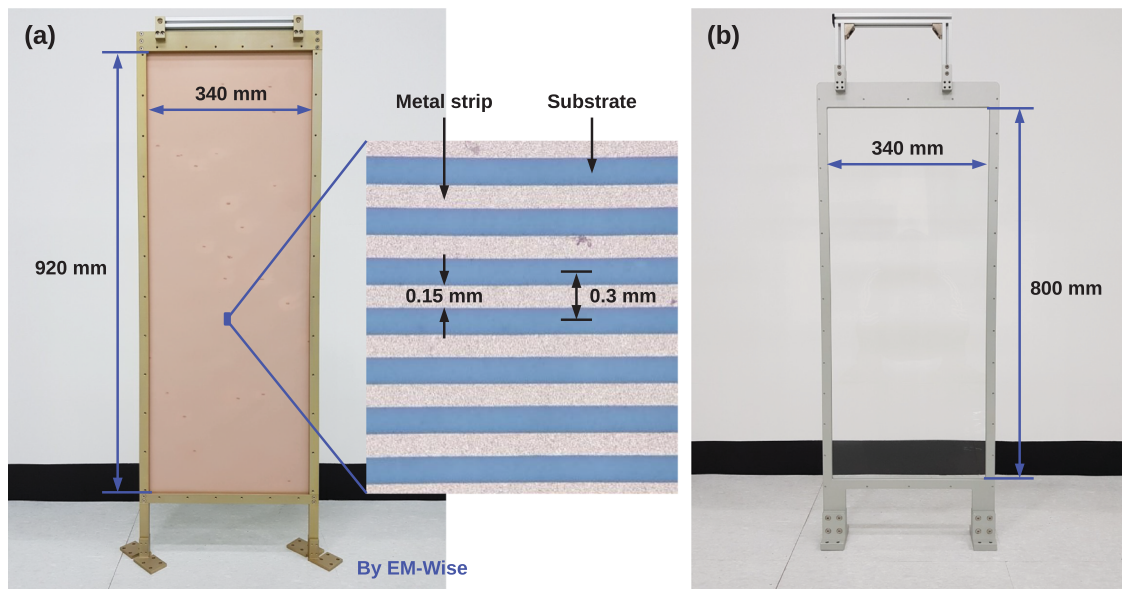 (a)
340 mm
920 mm
Metal strip
Substrate
0.15 mm
0.3 mm
By EM-Wise
(b)
340 mm
800 mm